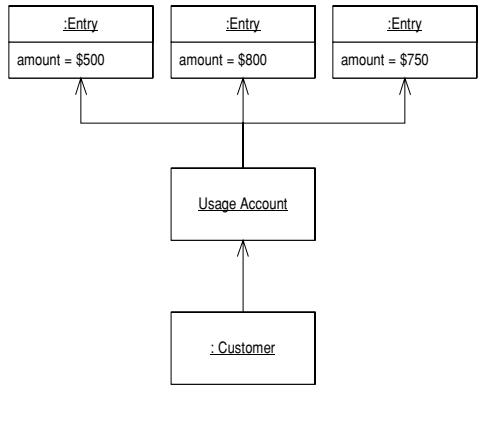 :Entry
amount = $500
:Entry
amount = $800
:Entry
amount = $750
Usage Account
: Customer